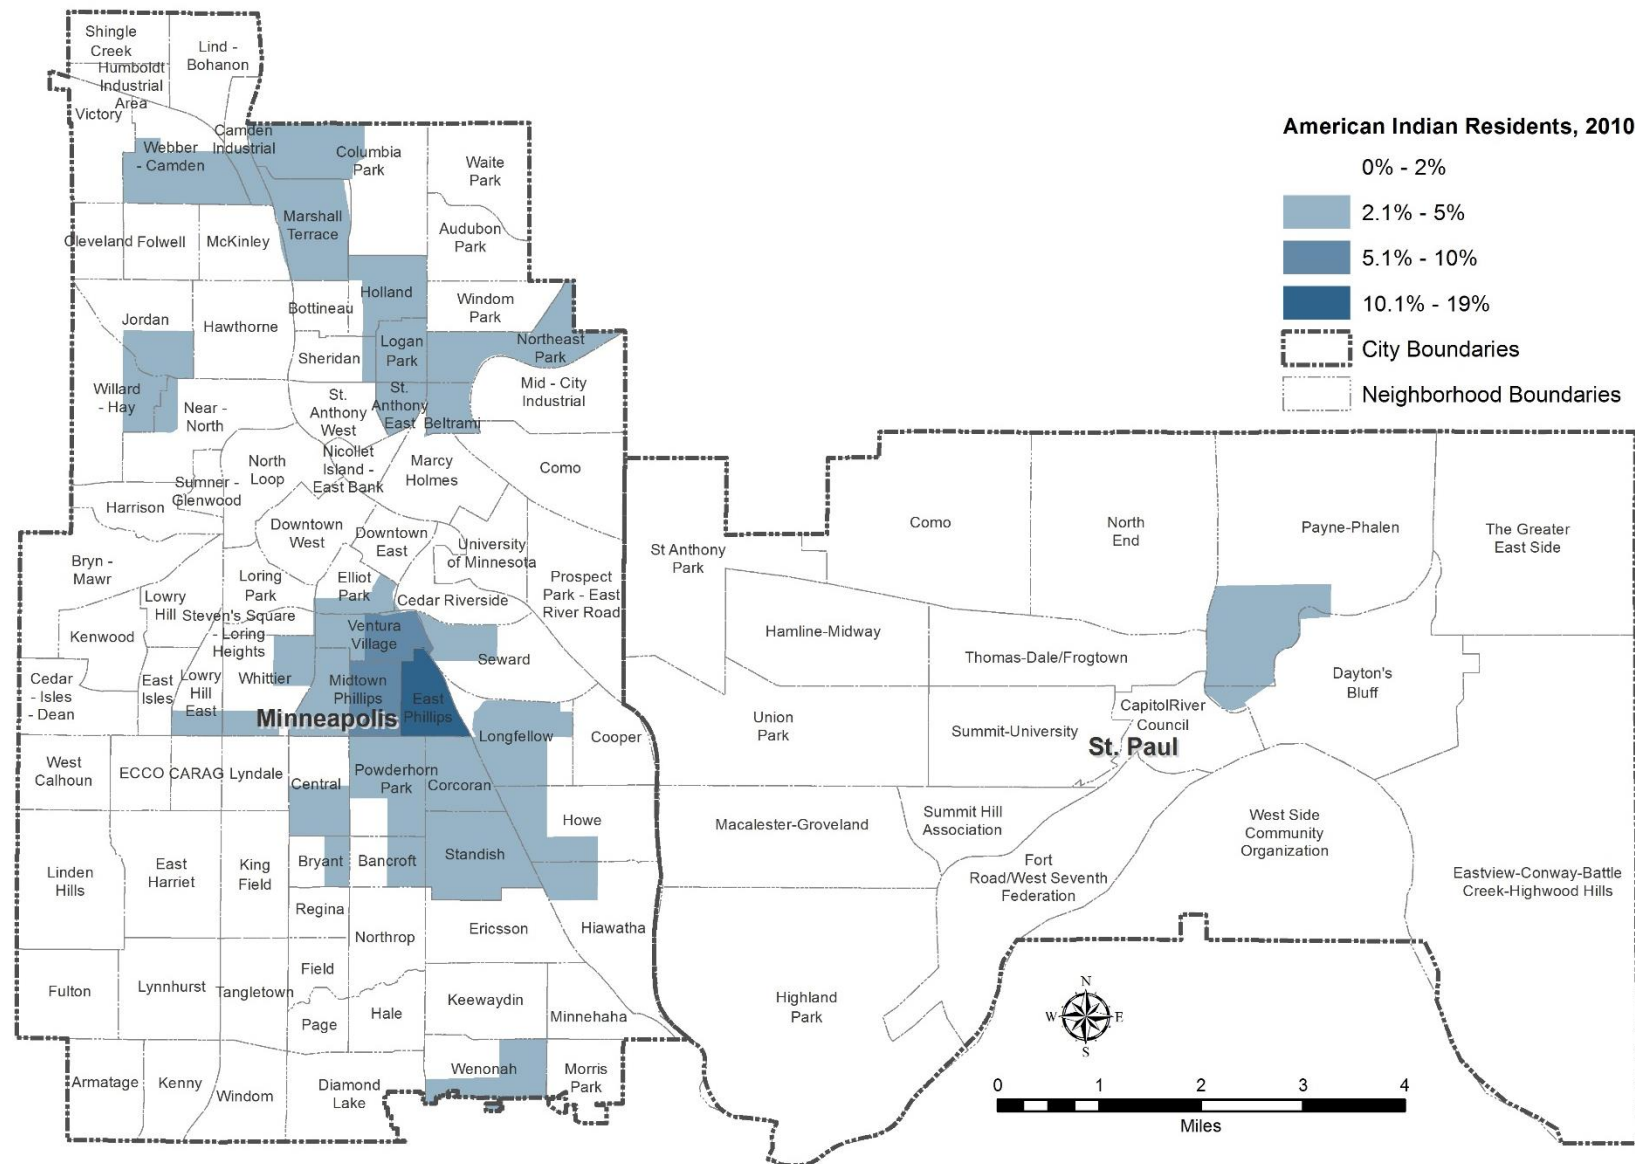 American Indian Residents, 2010
0% - 2%
2.1% - 5%
5.1% - 10%
10.1% - 19%
City Boundaries
Neighborhood Boundaries
Shingle
Creek
Lind -
Bohanon
Humboldt
Industrial
Area
Victory
Camden
Industrial
Webber
- Camden
Columbia
Park
Waite
Park
Marshall
Terrace
Audubon
Park
Cleveland
Folwell
McKinley
Holland
Bottineau
Windom
Park
Jordan
Hawthorne
Logan
Park
Northeast
Park
Sheridan
Willard
- Hay
Mid - City
Industrial
Near -
North
St.
Anthony
West
St.
Anthony
East
Beltrami
Nicollet
Island -
East Bank
Marcy
Holmes
Como
North
Loop
Sumner -
Glenwood
Harrison
Downtown
West
Downtown
East
University
of Minnesota
Bryn -
Mawr
Loring
Park
Elliot
Park
Prospect
Park - East
River Road
Cedar Riverside
Lowry
Hill
Steven's Square
- Loring
Heights
Kenwood
Ventura
Village
Seward
Cedar
- Isles
- Dean
East
Isles
Lowry
Hill
East
Whittier
Midtown
Phillips
East
Phillips
Minneapolis
Longfellow
Cooper
West
Calhoun
ECCO
CARAG
Lyndale
Central
Powderhorn
Park
Corcoran
Howe
Linden
Hills
East
Harriet
King
Field
Bryant
Bancroft
Standish
Regina
Northrop
Ericsson
Hiawatha
Fulton
Lynnhurst
Tangletown
Field
Page
Hale
Keewaydin
Minnehaha
Armatage
Kenny
Windom
Diamond
Lake
Wenonah
Morris
Park
St Anthony
Park
Como
North
End
Payne-Phalen
The Greater
East Side
Hamline-Midway
Thomas-Dale/Frogtown
Dayton's
Bluff
Union
Park
Summit-University
CapitolRiver
Council
St. Paul
Macalester-Groveland
Summit Hill
Association
West Side
Community
Organization
Fort
Road/West Seventh
Federation
Eastview-Conway-Battle
Creek-Highwood Hills
Highland
Park
N
W
E
S
0
1
2
3
4
Miles